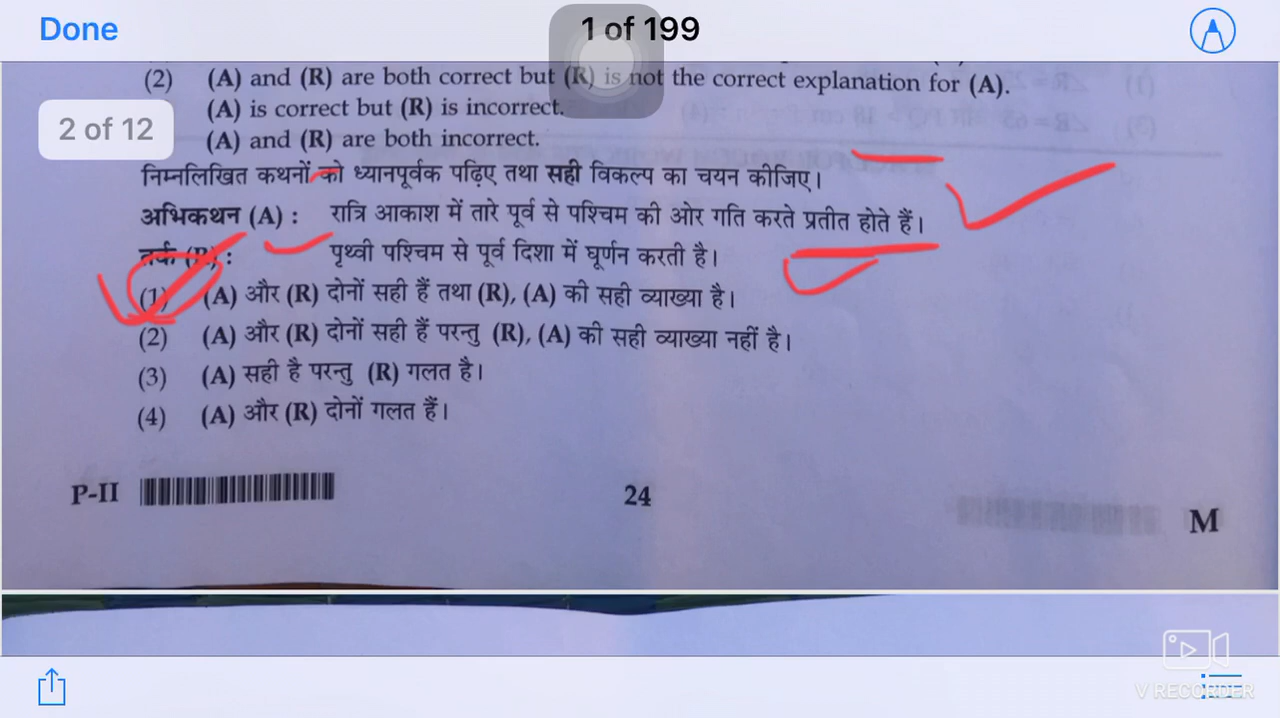 Done
1 of 199
(2) (A) and (R) are both correct but (R) is not the correct explanation for (A).
2 of 12
(A) is correct but (R) is incorrect.
(A) and (R) are both incorrect.
निम्नलिखित कथनों को ध्यानपूर्वक पढ़िए तथा सही विकल्प का चयन कीजिए।
अभिकथन (A) : रात्रि आकाश में तारे पूर्व से पश्चिम की ओर गति करते प्रतीत होते हैं।
तर्क (R) : पृथ्वी पश्चिम से पूर्व दिशा में घूर्णन करती है।
(1) (A) और (R) दोनों सही हैं तथा (R), (A) की सही व्याख्या है।
(2) (A) और (R) दोनों सही हैं परन्तु (R), (A) की सही व्याख्या नहीं है।
(3) (A) सही है परन्तु (R) गलत है।
(4) (A) और (R) दोनों गलत हैं।
P-II
24
M
V RECORDER